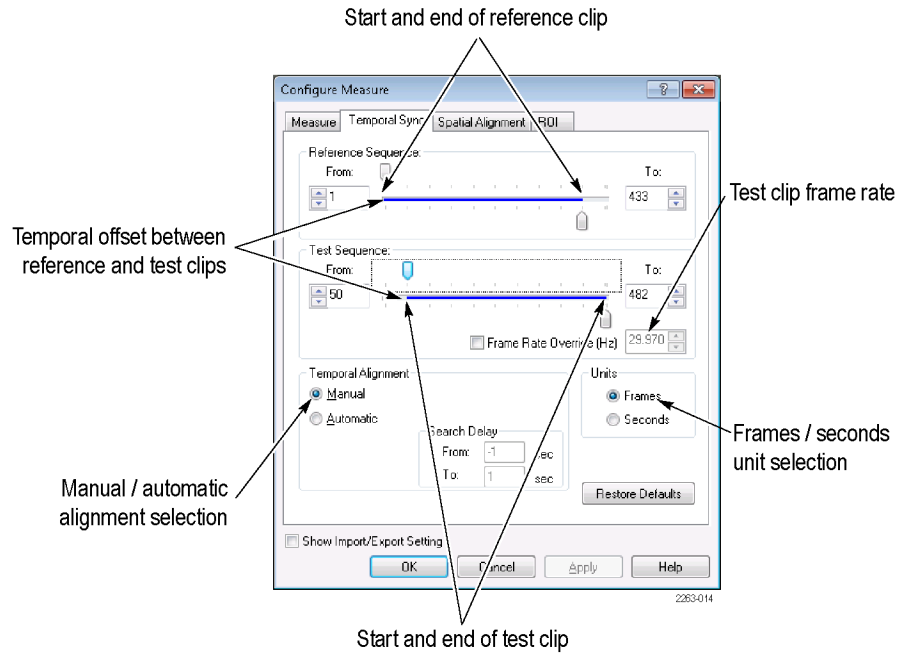 Start and end of reference clip
Configure Measure
Measure Temporal Sync Spatial Alignment ROI
Reference Sequence:
From: To:
1 433
Test clip frame rate
Temporal offset between
reference and test clips
Test Sequence:
From: To:
50 482
Frame Rate Override (Hz) 29.970
Temporal Alignment Units
Manual Frames
Automatic Seconds
Search Delay
From: -1 sec
To: 1 sec
Frames / seconds
unit selection
Manual / automatic
alignment selection
Restore Defaults
Show Import/Export Setting
OK Cancel Apply Help
2263-014
Start and end of test clip